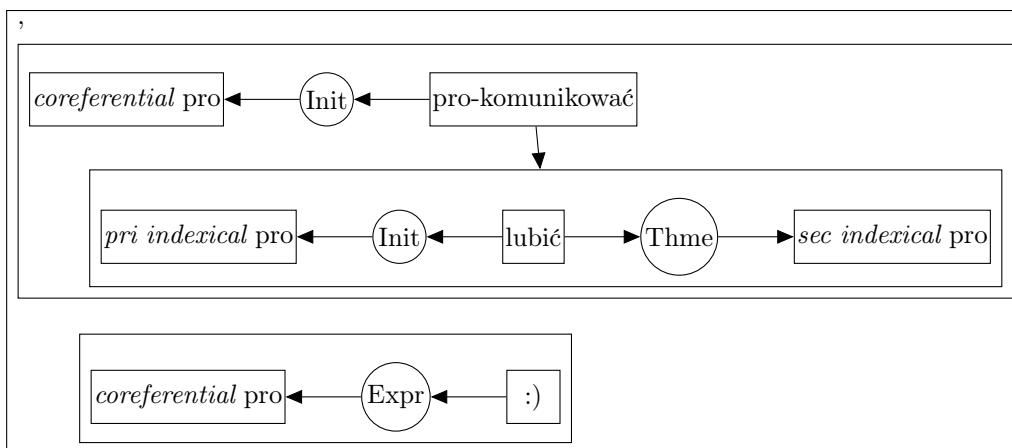 ,
coreferential pro Init pro-komunikować
pri indexical pro Init lubić Thme sec indexical pro
coreferential pro Expr :)